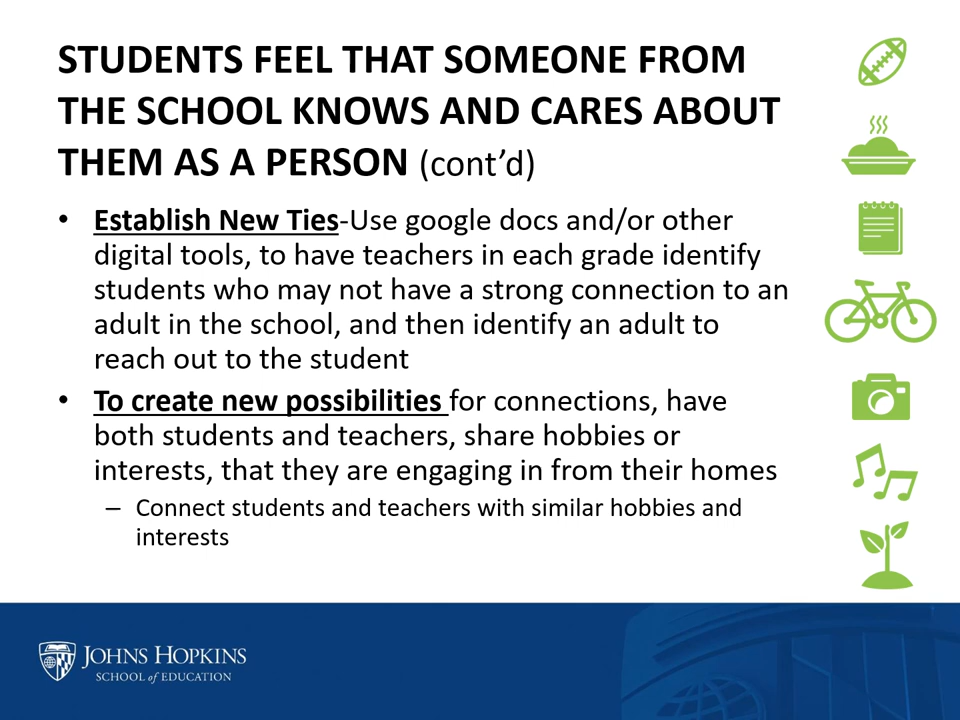 STUDENTS FEEL THAT SOMEONE FROM
THE SCHOOL KNOWS AND CARES ABOUT
THEM AS A PERSON (cont’d)
• Establish New Ties-Use google docs and/or other
digital tools, to have teachers in each grade identify
students who may not have a strong connection to an
adult in the school, and then identify an adult to
reach out to the student
• To create new possibilities for connections, have
both students and teachers, share hobbies or
interests, that they are engaging in from their homes
– Connect students and teachers with similar hobbies and
interests
JOHNS HOPKINS
SCHOOL of EDUCATION